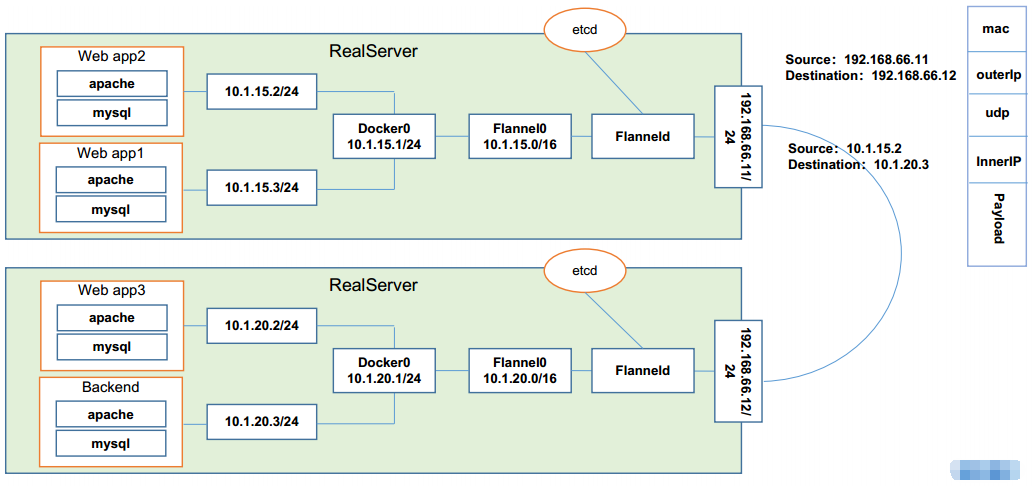 etcd
RealServer
Web app2
apache
mysql
10.1.15.2/24
Web app1
apache
mysql
10.1.15.3/24
Docker0
10.1.15.1/24
Flannel0
10.1.15.0/16
FlannelId
192.168.66.11/
24
Source：192.168.66.11
Destination：192.168.66.12
Source：10.1.15.2
Destination：10.1.20.3
mac
outerIp
udp
InnerIP
Payload
etcd
RealServer
Web app3
apache
mysql
10.1.20.2/24
Backend
apache
mysql
10.1.20.3/24
Docker0
10.1.20.1/24
Flannel0
10.1.20.0/16
FlannelId
192.168.66.12/
24